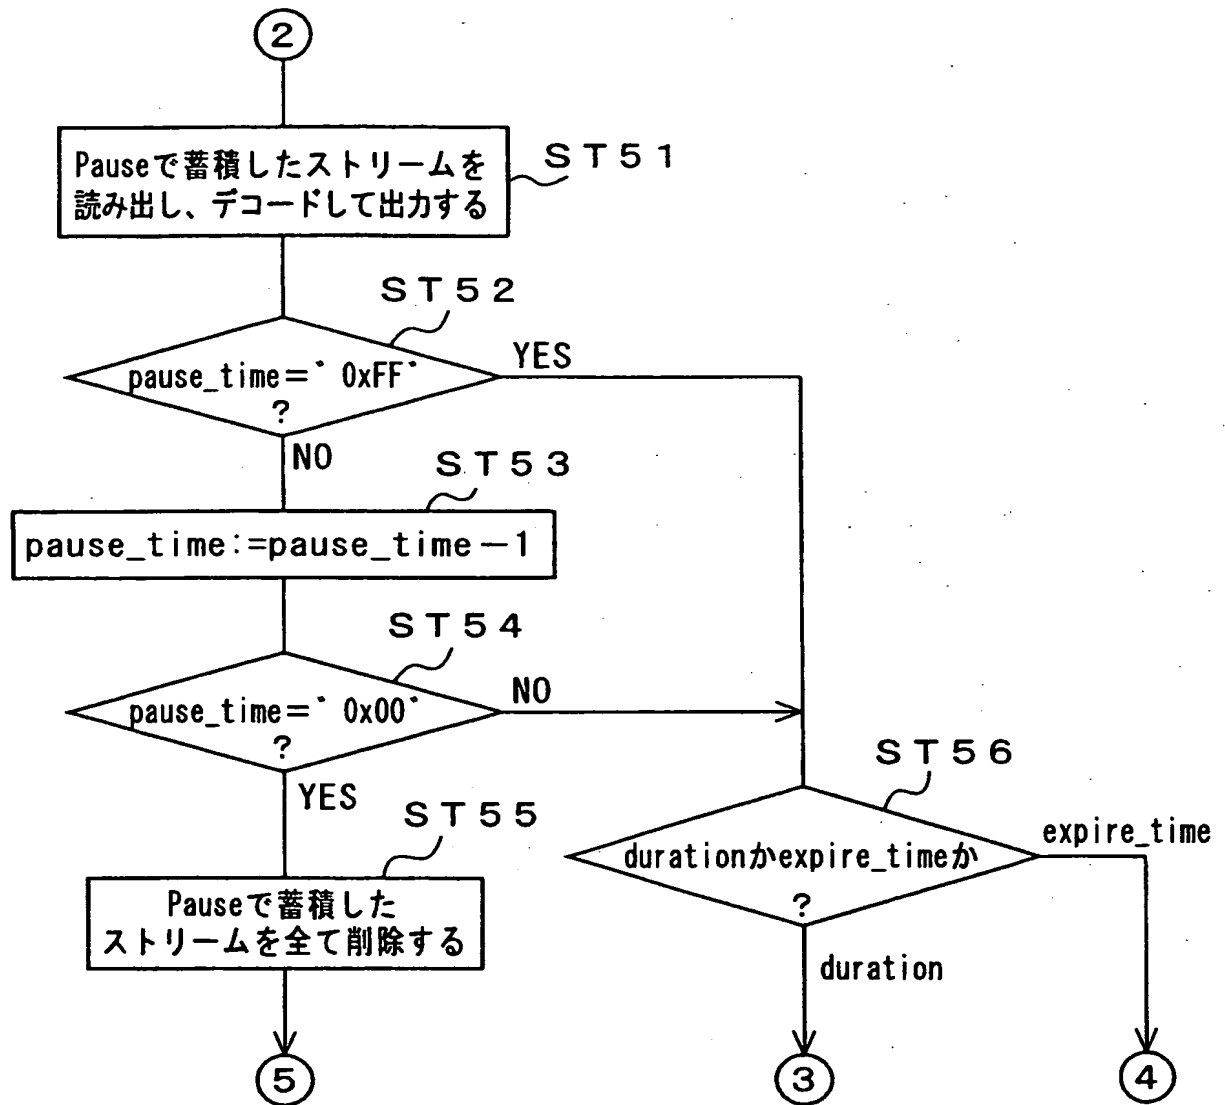 2
Pauseで蓄積したストリームを
読み出し、デコードして出力する
ST51
ST52
pause_time=`0xFF`
?
YES
NO
ST53
pause_time:=pause_time-1
ST54
pause_time=`0x00`
?
NO
YES
ST55
Pauseで蓄積した
ストリームを全て削除する
ST56
durationかexpire_timeか
?
expire_time
duration
5
3
4